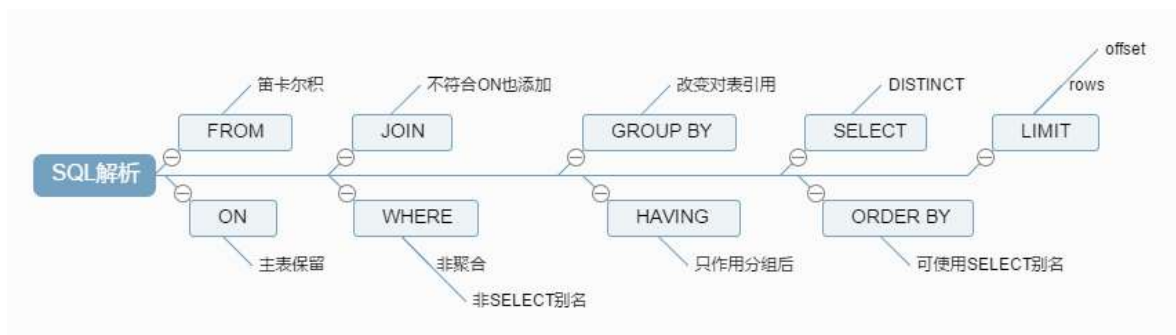 offset
笛卡尔积
不符合ON也添加
改变对表引用
DISTINCT
rows
FROM
JOIN
GROUP BY
SELECT
LIMIT
SQL解析
ON
WHERE
HAVING
ORDER BY
主表保留
非聚合
只作用分组后
可使用SELECT别名
非SELECT别名